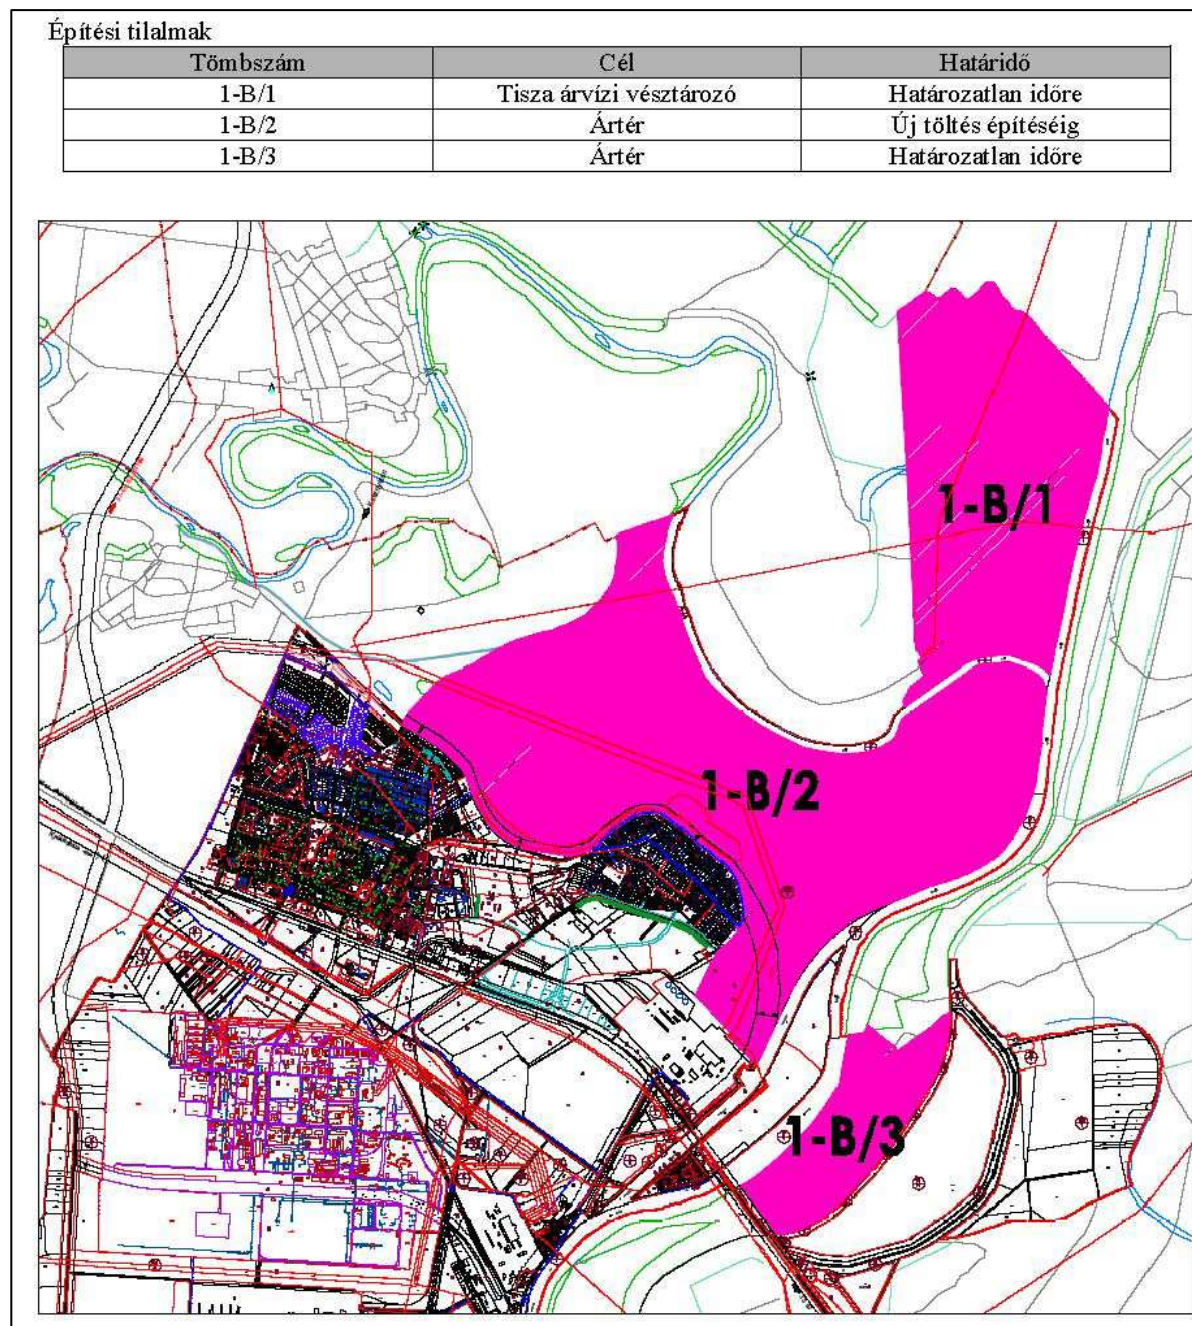 Építési tilalmak
Tömbszám Cél Határidő
1-B/1 Tisza árvízi vésztározó Határozatlan időre
1-B/2 Ártér Új töltés építéséig
1-B/3 Ártér Határozatlan időre
1-B/1
1-B/2
1-B/3